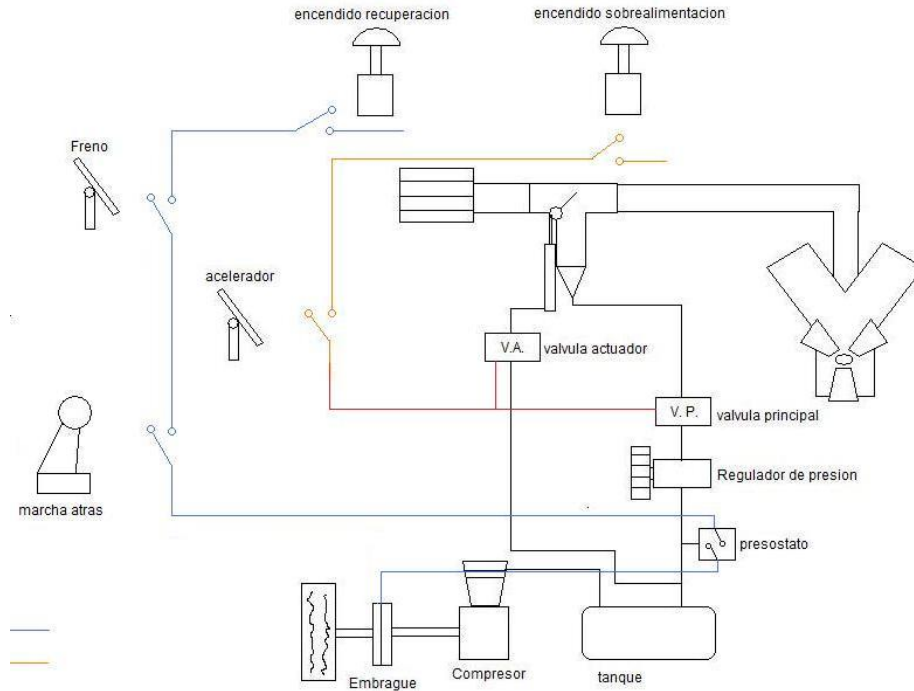 encendido recuperacion
encendido sobrealimentacion
Freno
acelerador
V.A.
valvula actuador
V. P.
valvula principal
Regulador de presion
marcha atras
presostato
Embrague
Compresor
tanque